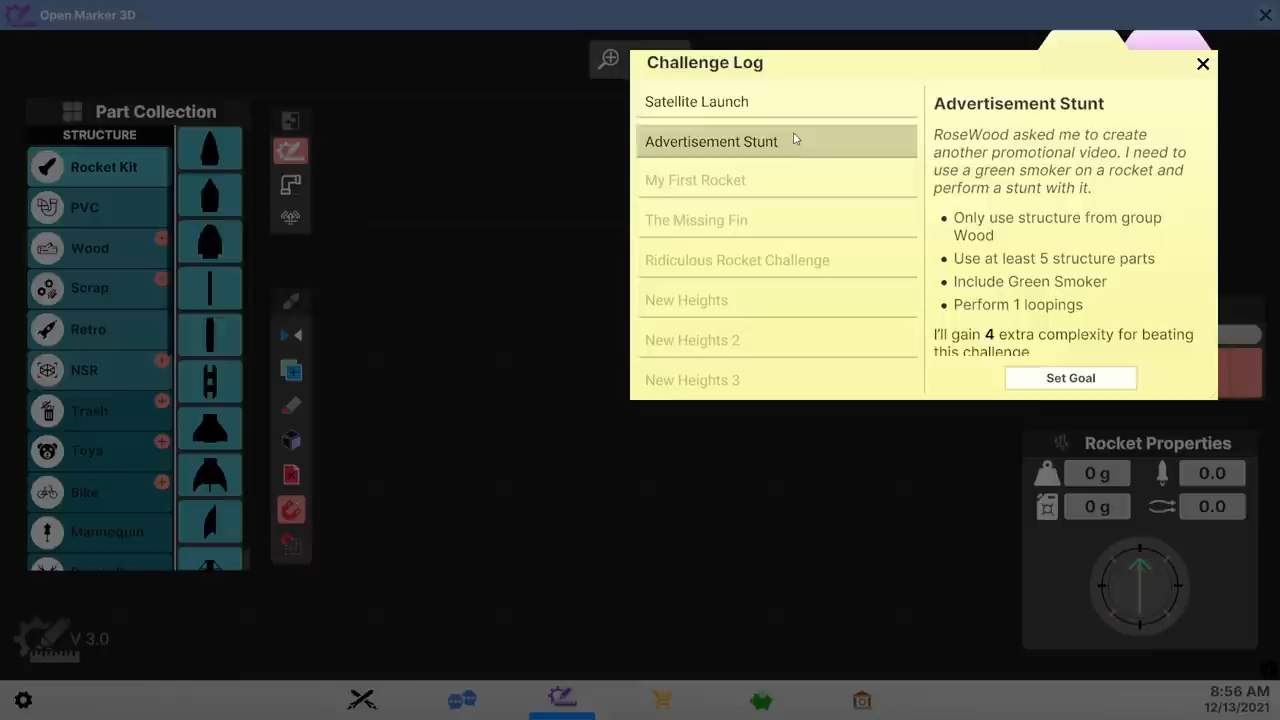 Open Marker 3D
Part Collection
STRUCTURE
Rocket Kit
PVC
Wood
Scrap
Retro
NSR
Trash
Toys
Bike
Mannequin
V 3.0
Challenge Log
Satellite Launch
Advertisement Stunt
My First Rocket
The Missing Fin
Ridiculous Rocket Challenge
New Heights
New Heights 2
New Heights 3
Advertisement Stunt
RoseWood asked me to create
another promotional video. I need to
use a green smoker on a rocket and
perform a stunt with it.
• Only use structure from group
Wood
• Use at least 5 structure parts
• Include Green Smoker
• Perform 1 loopings
I'll gain 4 extra complexity for beating
this challenge
Set Goal
Rocket Properties
0 g
0.0
0 g
0.0
8:56 AM
12/13/2021